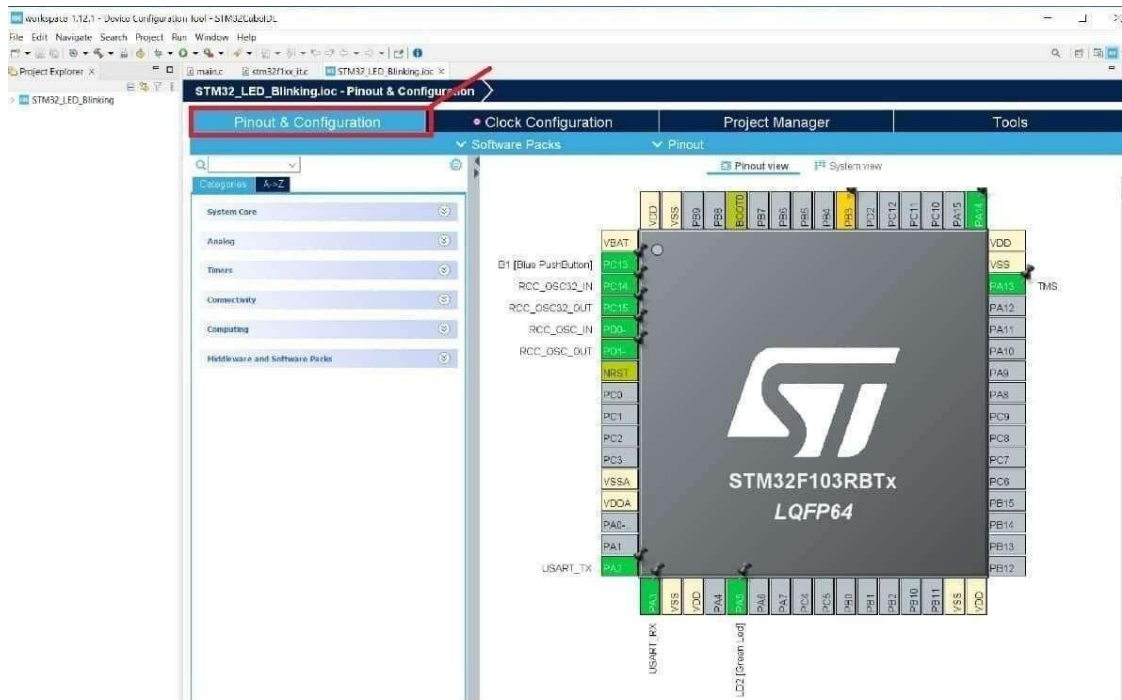 workspace 1.12.1 - Device Configuration Tool - STM32CubeIDE
File Edit Navigate Search Project Run Window Help
Project Explorer
main.c stm32f1xx_it.c STM32_LED_Blinking.ioc
STM32_LED_Blinking
STM32_LED_Blinking.ioc - Pinout & Configuration
Pinout & Configuration Clock Configuration Project Manager Tools
Software Packs Pinout
Pinout view System view
Categories A->Z
System Core
Analog
Timers
Connectivity
Computing
Middleware and Software Packs
VDD VSS PB9 PB8 BOOT0 PB7 PB6 PB5 PB4 PB3 PD2 PC12 PC11 PC10 PA15 PA14
VBAT VDD
B1 [Blue PushButton] PC13 VSS
RCC_OSC32_IN PC14 PA13 TMS
RCC_OSC32_OUT PC15 PA12
RCC_OSC_IN PD0- PA11
RCC_OSC_OUT PD1- PA10
NRST PA9
PC0 PA8
PC1 PC9
PC2 PC8
PC3 PC7
VSSA PC6
VDDA PB15
PA0- PB14
PA1 PB13
USART_TX PA2 PB12
ST
STM32F103RBTx
LQFP64
PA3 VSS VDD PA4 PA5 PA6 PA7 PC4 PC5 PB0 PB1 PB2 PB10 PB11 VSS VDD
USART_RX
LD2 [Green Led]